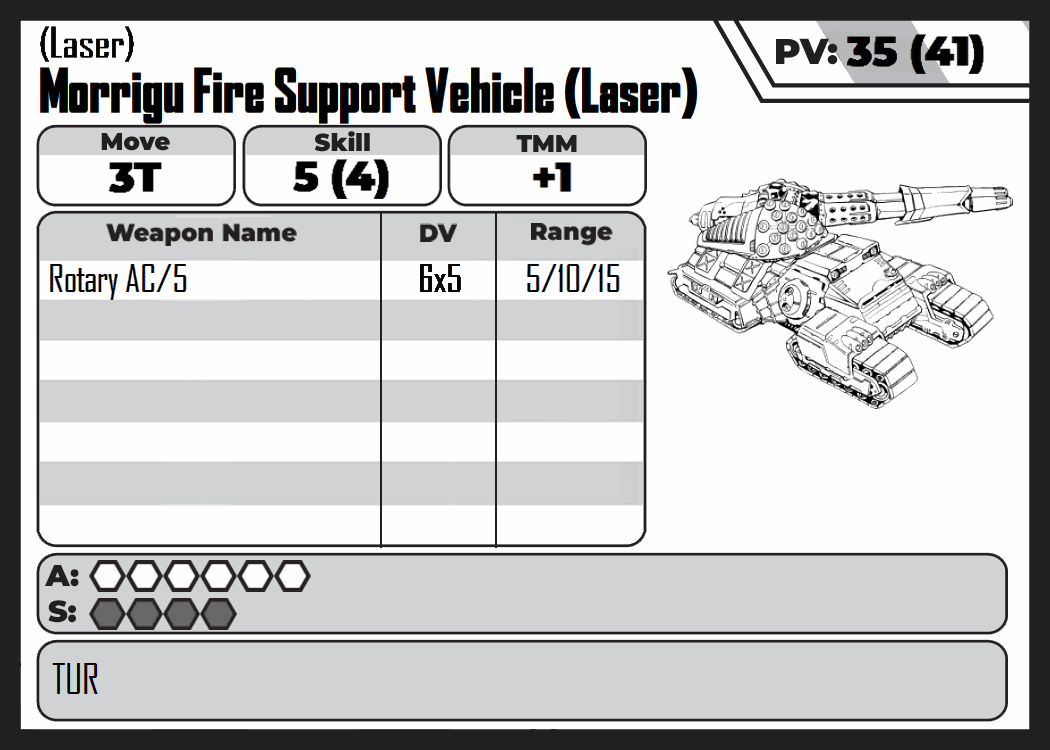 (Laser)
PV: 35 (41)
Morrigu Fire Support Vehicle (Laser)
Move Skill TMM
3T 5 (4) +1
Weapon Name DV Range
Rotary AC/5 6x5 5/10/15
A:
S:
TUR